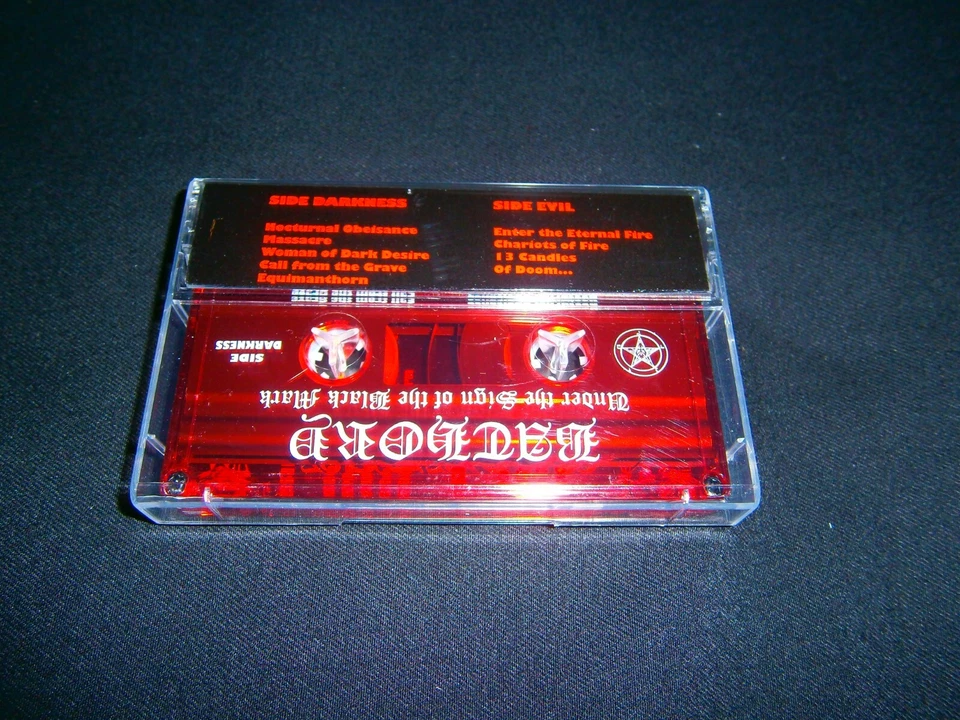 SIDE DARKNESS
Nocturnal Obeisance
Massacre
Woman of Dark Desire
Call from the Grave
Equimanthorn
SIDE EVIL
Enter the Eternal Fire
Chariots of Fire
13 Candles
Of Doom...
BATHORY
Under the Sign of the Black Mark
SIDE
DARKNESS